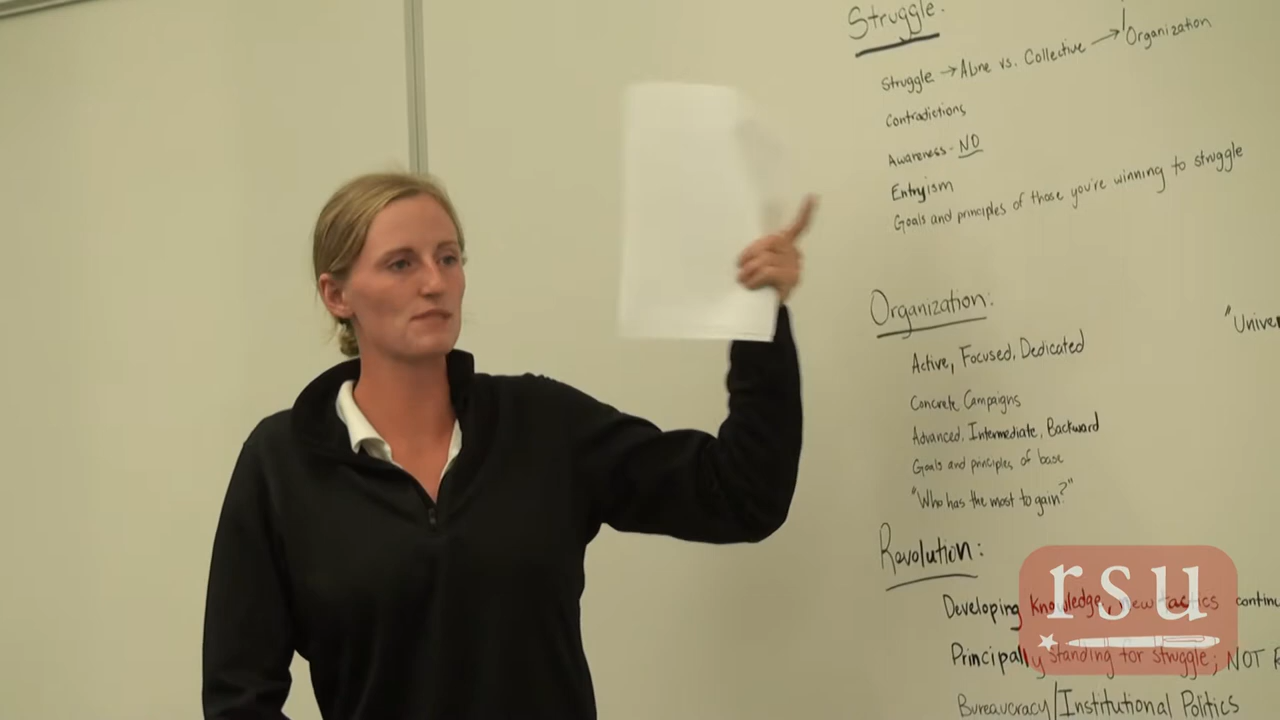 Struggle:
Struggle → Alone vs. Collective → Organization
Contradictions
Awareness - NO
Entryism
Goals and principles of those you're winning to struggle
Organization:
"Univer
Active, Focused, Dedicated
Concrete Campaigns
Advanced, Intermediate, Backward
Goals and principles of base
"Who has the most to gain?"
Revolution:
Developing Knowledge, new tactics continu
Principally standing for struggle; NOT
Bureaucracy/Institutional Politics
rsu